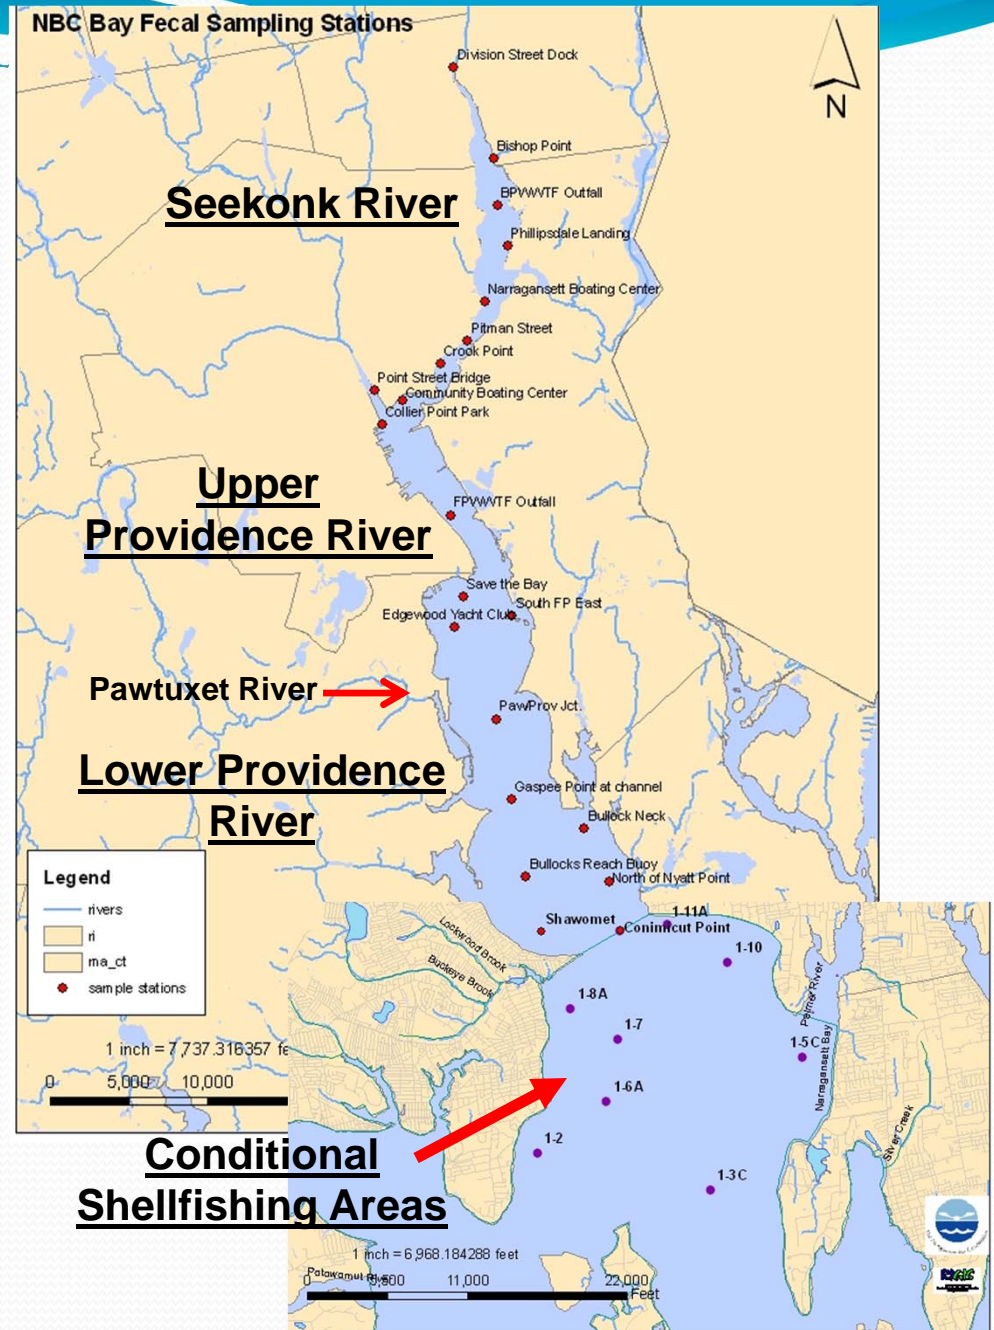 NBC Bay Fecal Sampling Stations
Division Street Dock
N
Bishop Point
Seekonk River
BPWWTF Outfall
Phillipsdale Landing
Narragansett Boating Center
Pitman Street
Crook Point
Point Street Bridge
Community Boating Center
Collier Point Park
Upper
Providence River
FPWWTF Outfall
Save the Bay
South FP East
Edgewood Yacht Club
Pawtuxet River
Paw/Prov Jct.
Lower Providence
River
Gaspee Point at channel
Bullock Neck
Bullocks Reach Buoy
North of Nyatt Point
Legend
rivers
ri
ma_ct
sample stations
1 inch = 7,737.316357 fe
0 5,000 10,000
Shawomet
Conimicut Point
1-11A
1-10
Lockwood Brook
Buckeye Brook
1-8A
1-7
Palmer River
1-5C
Narragansett Bay
1-6A
1-2
Silver Creek
1-3C
Conditional
Shellfishing Areas
1 inch = 6,968.184288 feet
0 5,500 11,000 22,000
Feet
RIGIS